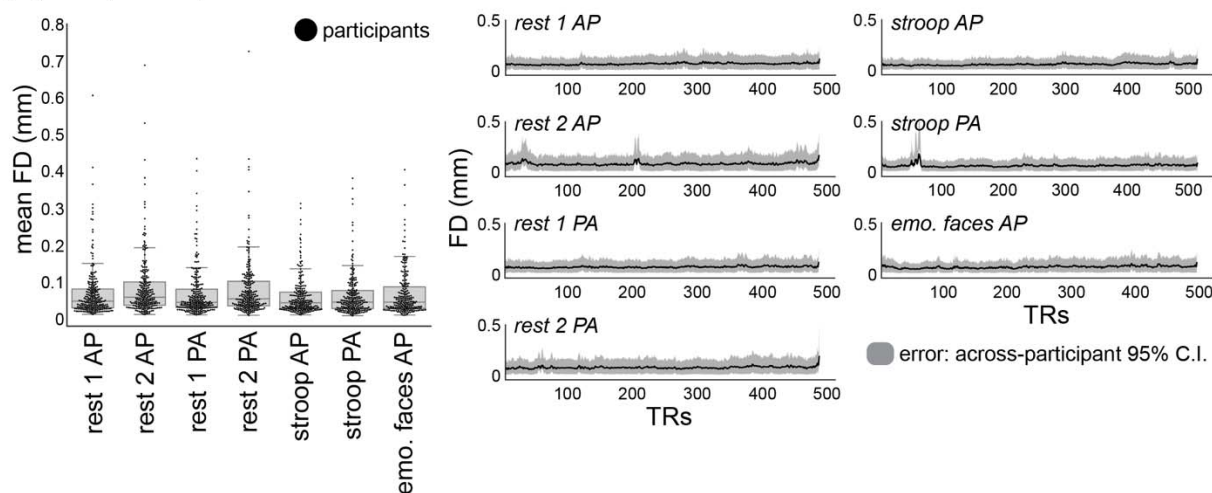 participants
mean FD (mm)
0.8
0.7
0.6
0.5
0.4
0.3
0.2
0.1
0
rest 1 AP
rest 2 AP
rest 1 PA
rest 2 PA
stroop AP
stroop PA
emo. faces AP
FD (mm)
rest 1 AP
0.5
0
100 200 300 400 500
rest 2 AP
0.5
0
100 200 300 400 500
rest 1 PA
0.5
0
100 200 300 400 500
rest 2 PA
0.5
0
100 200 300 400 500
TRs
stroop AP
0.5
0
100 200 300 400 500
stroop PA
0.5
0
100 200 300 400 500
emo. faces AP
0.5
0
100 200 300 400 500
TRs
error: across-participant 95% C.I.